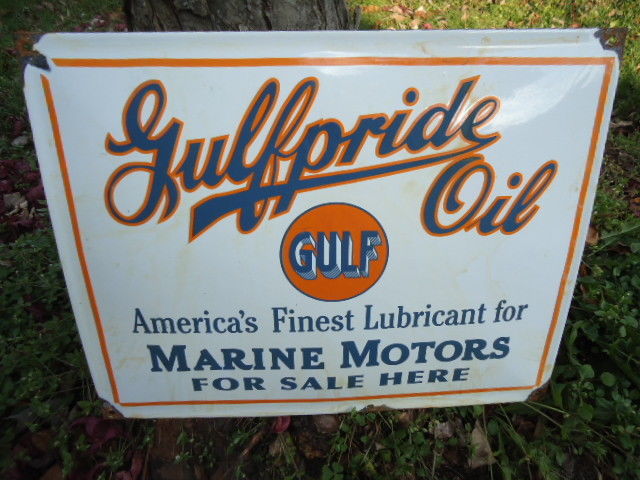 Gulfpride
Oil
GULF
America's Finest Lubricant for
MARINE MOTORS
FOR SALE HERE